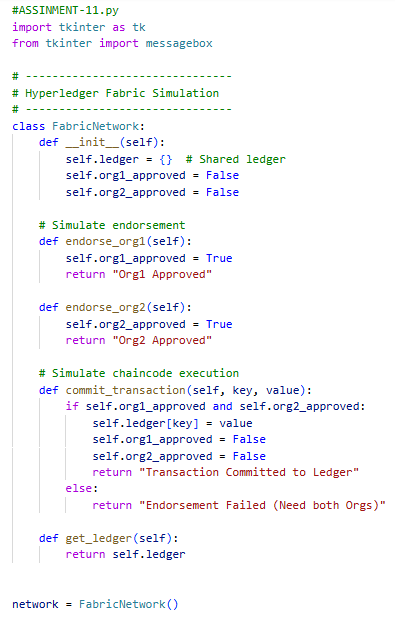 #ASSINMENT-11.py
import tkinter as tk
from tkinter import messagebox

# ------------------------------
# Hyperledger Fabric Simulation
# ------------------------------
class FabricNetwork:
    def __init__(self):
        self.ledger = {}  # Shared ledger
        self.org1_approved = False
        self.org2_approved = False

    # Simulate endorsement
    def endorse_org1(self):
        self.org1_approved = True
        return "Org1 Approved"

    def endorse_org2(self):
        self.org2_approved = True
        return "Org2 Approved"

    # Simulate chaincode execution
    def commit_transaction(self, key, value):
        if self.org1_approved and self.org2_approved:
            self.ledger[key] = value
            self.org1_approved = False
            self.org2_approved = False
            return "Transaction Committed to Ledger"
        else:
            return "Endorsement Failed (Need both Orgs)"

    def get_ledger(self):
        return self.ledger


network = FabricNetwork()